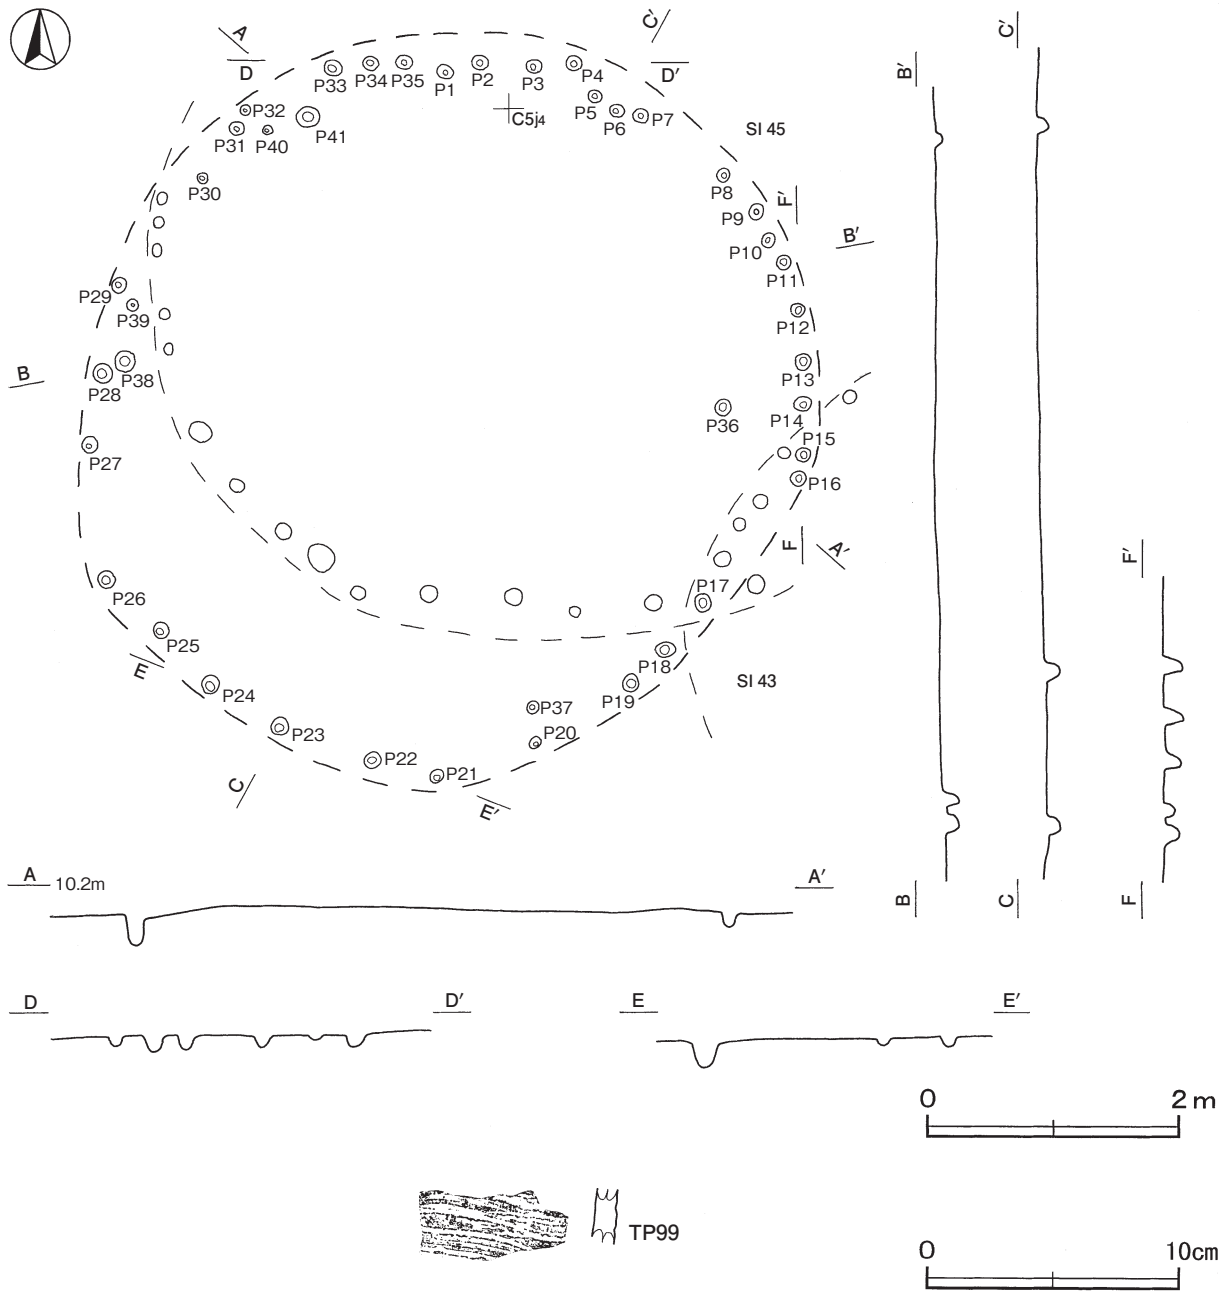 A
D
C′
D′
P33
P34
P35
P1
P2
P3
P4
P5
P6
P7
C5j4
P32
P31
P40
P41
P30
SI 45
P8
P9
F′
P10
B′
P11
P12
P29
P39
B
P28
P38
P13
P36
P14
P15
P27
P16
F
A′
P26
P17
P25
E
P18
P24
P19
SI 43
P37
P23
P20
P22
P21
C
E′
B′
C′
F′
B
C
F
A
10.2m
A′
D
D′
E
E′
0
2 m
TP99
0
10cm